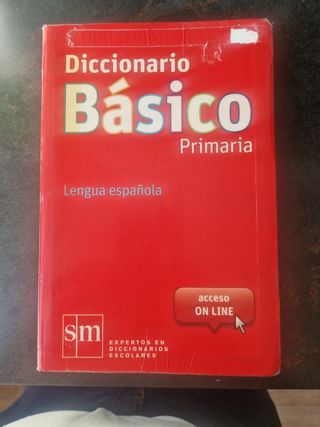 Diccionario
Básico
Primaria
Lengua española
acceso
ON LINE
sm
EXPERTOS EN
DICCIONARIOS
ESCOLARES